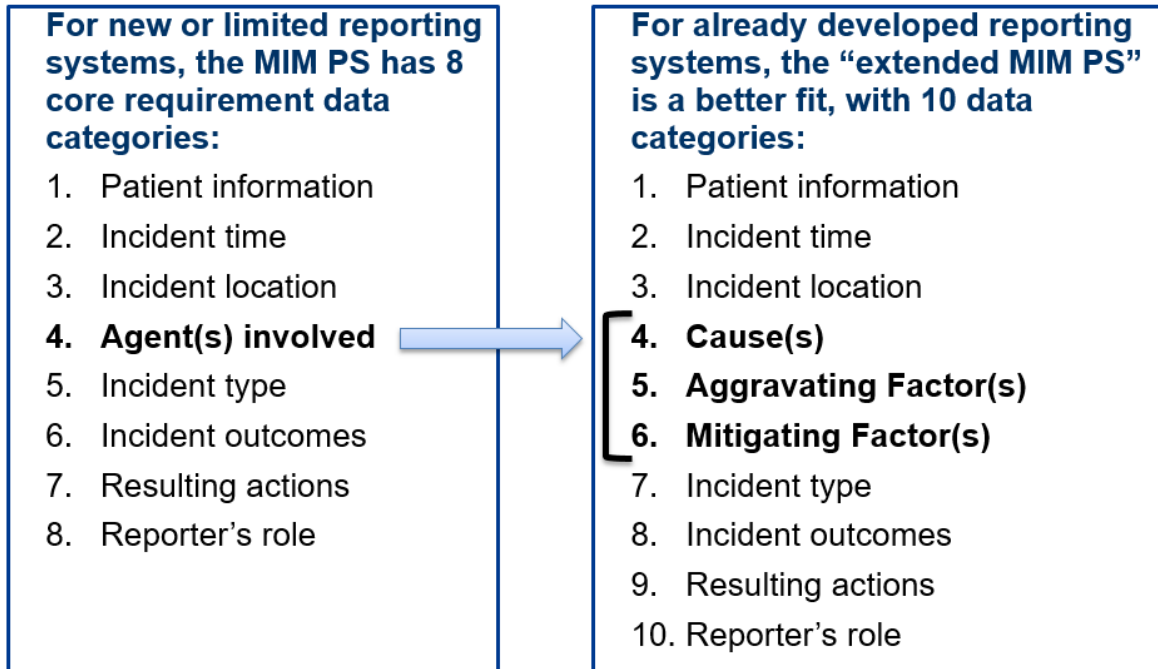 For new or limited reporting
systems, the MIM PS has 8
core requirement data
categories:
1. Patient information
2. Incident time
3. Incident location
4. Agent(s) involved
5. Incident type
6. Incident outcomes
7. Resulting actions
8. Reporter’s role
For already developed reporting
systems, the “extended MIM PS”
is a better fit, with 10 data
categories:
1. Patient information
2. Incident time
3. Incident location
4. Cause(s)
5. Aggravating Factor(s)
6. Mitigating Factor(s)
7. Incident type
8. Incident outcomes
9. Resulting actions
10. Reporter’s role